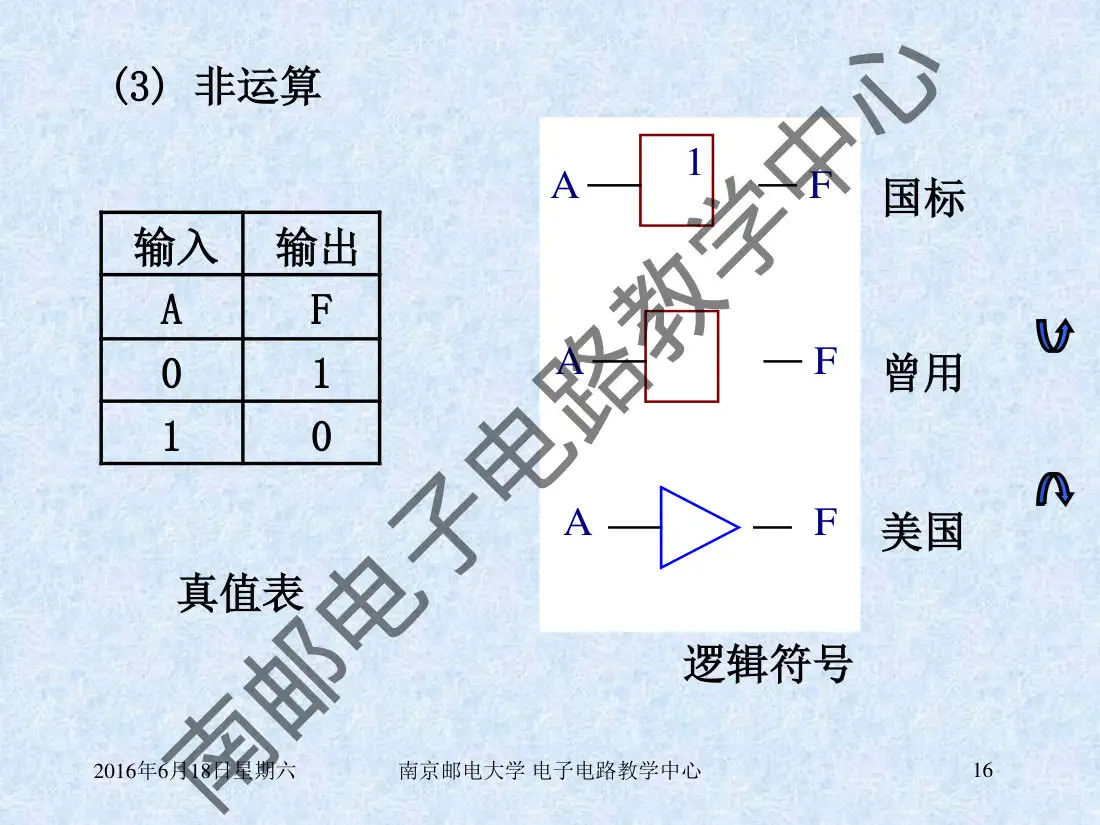 (3) 非运算
输入 输出
A F
0 1
1 0
真值表
A 1 F 国标
A F 曾用
A F 美国
逻辑符号
南邮电子电路教学中心
2016年6月18日星期六 南京邮电大学 电子电路教学中心 16